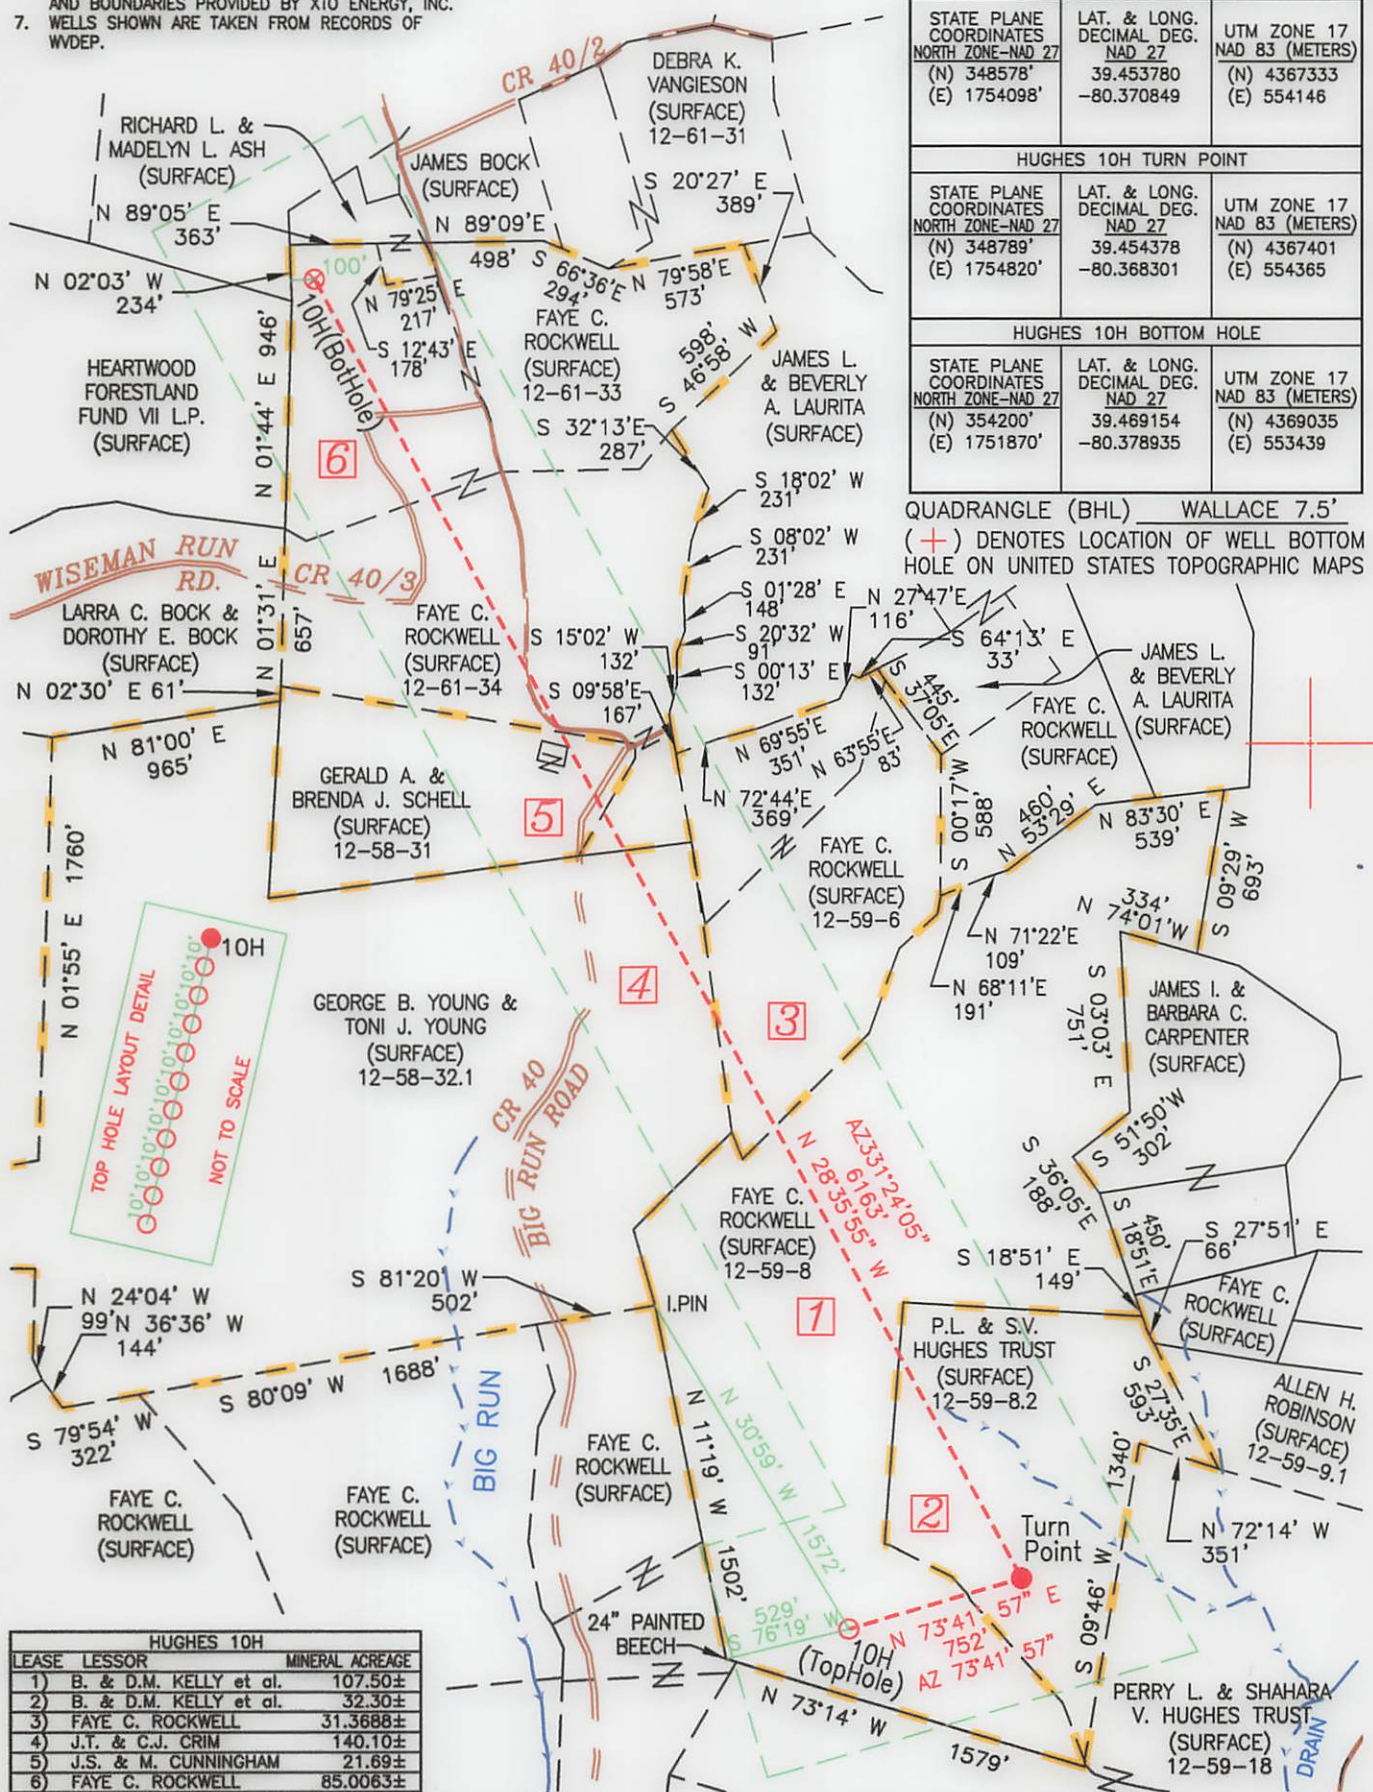 AND BOUNDARIES PROVIDED BY XTO ENERGY, INC.
7. WELLS SHOWN ARE TAKEN FROM RECORDS OF
WVDEP.
STATE PLANE
COORDINATES
NORTH ZONE-NAD 27
LAT. & LONG.
DECIMAL DEG.
NAD 27
UTM ZONE 17
NAD 83 (METERS)
(N) 348578' 39.453780 (N) 4367333
(E) 1754098' -80.370849 (E) 554146
HUGHES 10H TURN POINT
STATE PLANE
COORDINATES
NORTH ZONE-NAD 27
LAT. & LONG.
DECIMAL DEG.
NAD 27
UTM ZONE 17
NAD 83 (METERS)
(N) 348789' 39.454378 (N) 4367401
(E) 1754820' -80.368301 (E) 554365
HUGHES 10H BOTTOM HOLE
STATE PLANE
COORDINATES
NORTH ZONE-NAD 27
LAT. & LONG.
DECIMAL DEG.
NAD 27
UTM ZONE 17
NAD 83 (METERS)
(N) 354200' 39.469154 (N) 4369035
(E) 1751870' -80.378935 (E) 553439
QUADRANGLE (BHL) WALLACE 7.5'
( + ) DENOTES LOCATION OF WELL BOTTOM
HOLE ON UNITED STATES TOPOGRAPHIC MAPS
CR 40/2
DEBRA K.
VANGIESON
(SURFACE)
12-61-31
RICHARD L. &
MADELYN L. ASH
(SURFACE)
JAMES BOCK
(SURFACE)
S 20°27' E
389'
N 89°05' E
363'
N 89°09'E
498'
S 66°36'E
294'
N 79°58'E
573'
N 02°03' W
234'
100'
10H(BotHole)
N 79°25' E
217'
S 12°43' E
178'
FAYE C.
ROCKWELL
(SURFACE)
12-61-33
598'
S 46°58' W
JAMES L.
& BEVERLY
A. LAURITA
(SURFACE)
HEARTWOOD
FORESTLAND
FUND VII L.P.
(SURFACE)
N 01°44' E 946'
6
S 32°13'E
287'
S 18°02' W
231'
S 08°02' W
231'
WISEMAN RUN
RD.
CR 40/3
S 01°28' E
148'
N 27°47'E
116'
S 20°32' W
91'
S 64°13' E
33'
S 00°13' E
132'
LARRA C. BOCK &
DOROTHY E. BOCK
(SURFACE)
N 01°31' E
657'
FAYE C.
ROCKWELL
(SURFACE)
12-61-34
S 15°02' W
132'
S 09°58'E
167'
N 02°30' E 61'
445'
S 37°05'E
JAMES L.
& BEVERLY
A. LAURITA
(SURFACE)
FAYE C.
ROCKWELL
(SURFACE)
N 81°00' E
965'
N 69°55'E
351'
N 63°55'E
83'
N 72°44'E
369'
GERALD A. &
BRENDA J. SCHELL
(SURFACE)
12-58-31
5
S 00°17'W
588'
460'
N 53°29' E
N 83°30' E
539'
FAYE C.
ROCKWELL
(SURFACE)
12-59-6
S 09°29' W
693'
N 01°55' E 1760'
334'
N 74°01'W
N 71°22'E
109'
N 68°11'E
191'
TOP HOLE LAYOUT DETAIL
10'10'10'10'10'10'10'10'10'10'
10H
NOT TO SCALE
GEORGE B. YOUNG &
TONI J. YOUNG
(SURFACE)
12-58-32.1
4
3
S 03°03' E
751'
JAMES I. &
BARBARA C.
CARPENTER
(SURFACE)
CR 40
BIG RUN ROAD
S 51°50'W
302'
S 36°05'E
188'
AZ331°24'05"
6163'
N 28°35'55" W
FAYE C.
ROCKWELL
(SURFACE)
12-59-8
450'
S 18°51'E
S 27°51' E
66'
S 18°51' E
149'
S 81°20' W
502'
I.PIN
1
FAYE C.
ROCKWELL
(SURFACE)
N 24°04' W
99'
N 36°36' W
144'
P.L. & S.V.
HUGHES TRUST
(SURFACE)
12-59-8.2
S 80°09' W 1688'
S 79°54' W
322'
BIG RUN
N 11°19' W
1502'
N 30°59' W
1572'
S 27°35'E
593'
ALLEN H.
ROBINSON
(SURFACE)
12-59-9.1
FAYE C.
ROCKWELL
(SURFACE)
FAYE C.
ROCKWELL
(SURFACE)
FAYE C.
ROCKWELL
(SURFACE)
2
1340'
S 09°46' W
Turn
Point
N 72°14' W
351'
24" PAINTED
BEECH
529'
S 76°19' W
10H
(TopHole)
N 73°41' 57" E
752'
AZ 73°41' 57"
N 73°14' W
1579'
PERRY L. & SHAHARA
V. HUGHES TRUST
(SURFACE)
12-59-18
DRAIN
HUGHES 10H
LEASE LESSOR MINERAL ACREAGE
1) B. & D.M. KELLY et al. 107.50±
2) B. & D.M. KELLY et al. 32.30±
3) FAYE C. ROCKWELL 31.3688±
4) J.T. & C.J. CRIM 140.10±
5) J.S. & M. CUNNINGHAM 21.69±
6) FAYE C. ROCKWELL 85.0063±